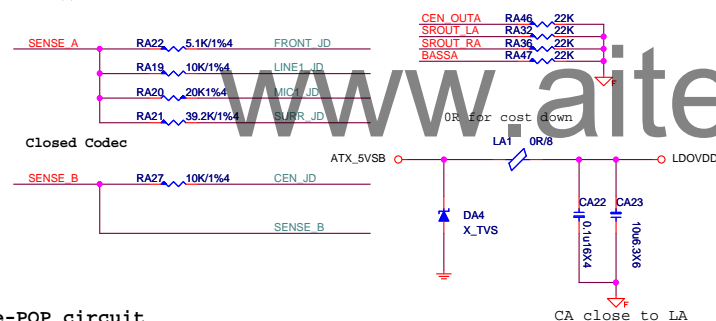 CEN_OUTA RA46 22K
SROUT_LA RA32 22K
SROUT_RA RA36 22K
BASSA RA47 22K
F
SENSE_A RA22 5.1K/1%4 FRONT_JD
RA19 10K/1%4 LINE1_JD
RA20 20K1%4 MIC1_JD
RA21 39.2K/1%4 SURR_JD
www.aite
Closed Codec
0R for cost down
LA1 0R/8
ATX_5VSB
LDOVDD
SENSE_B RA27 10K/1%4 CEN_JD
SENSE_B
DA4
X_TVS
CA22
0.1u16X4
CA23
10u6.3X6
F
CA close to LA
e-POP circuit